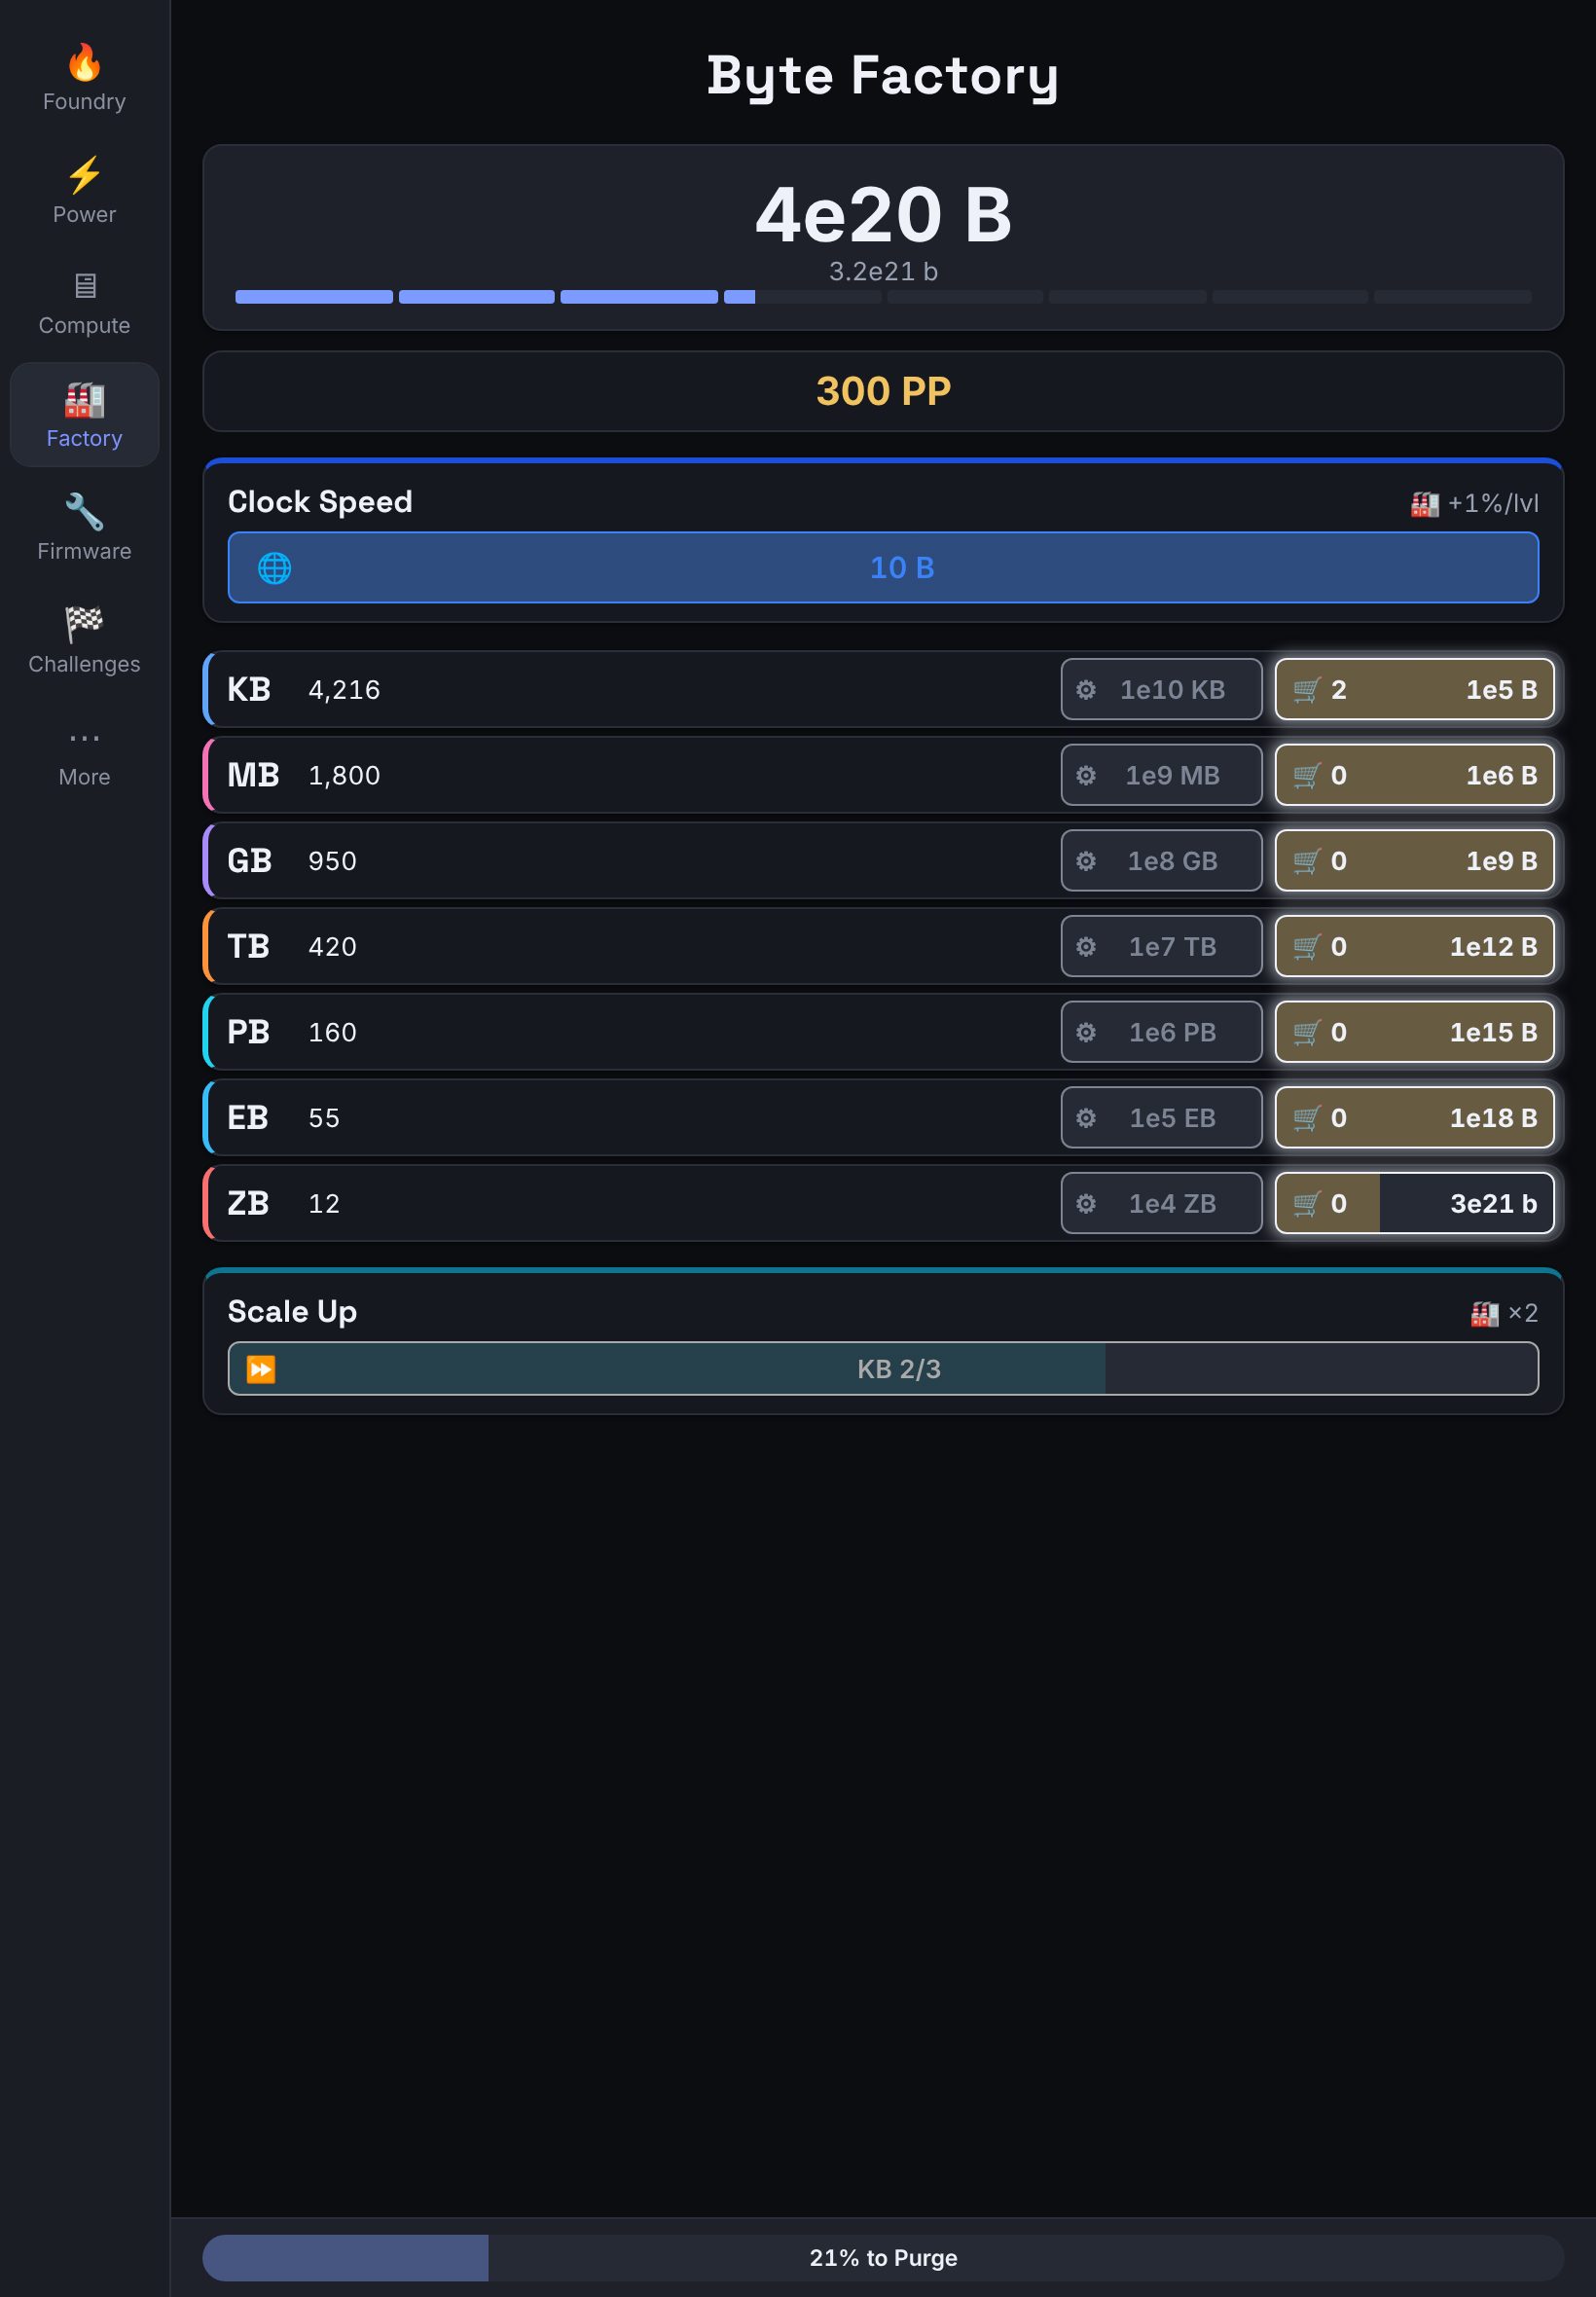 Foundry
Power
Compute
Factory
Firmware
Challenges
More
Byte Factory
4e20 B
3.2e21 b
300 PP
Clock Speed +1%/lvl
10 B
KB 4,216 1e10 KB 2 1e5 B
MB 1,800 1e9 MB 0 1e6 B
GB 950 1e8 GB 0 1e9 B
TB 420 1e7 TB 0 1e12 B
PB 160 1e6 PB 0 1e15 B
EB 55 1e5 EB 0 1e18 B
ZB 12 1e4 ZB 0 3e21 b
Scale Up ×2
KB 2/3
21% to Purge